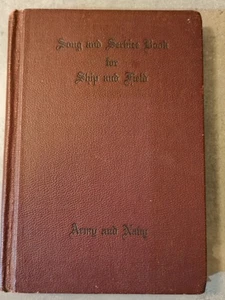 Song and Service Book
for
Ship and Field
Army and Navy